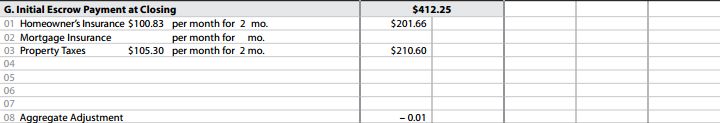 G. Initial Escrow Payment at Closing $412.25
01 Homeowner's Insurance $100.83 per month for 2 mo. $201.66
02 Mortgage Insurance per month for mo.
03 Property Taxes $105.30 per month for 2 mo. $210.60
04
05
06
07
08 Aggregate Adjustment – 0.01